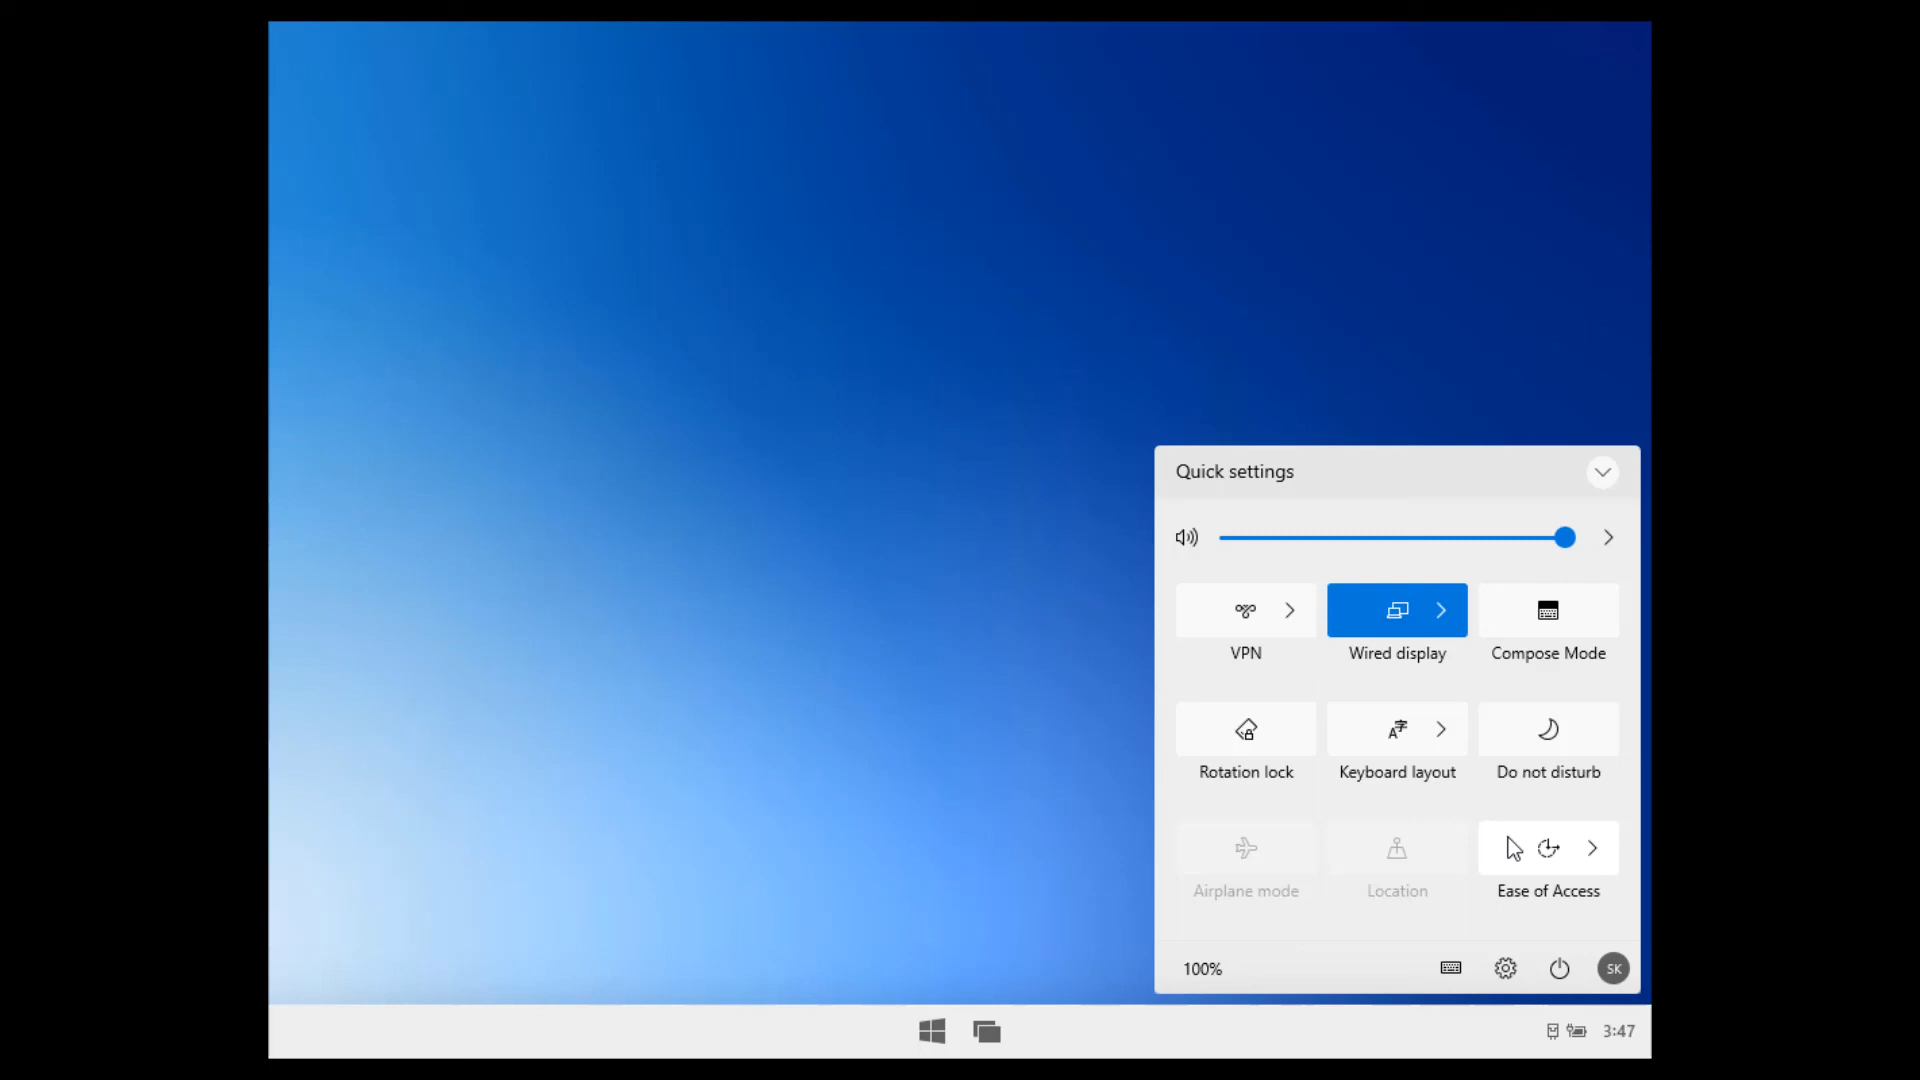 Quick settings
VPN
Wired display
Compose Mode
Rotation lock
Keyboard layout
Do not disturb
Airplane mode
Location
Ease of Access
100%
SK
3:47